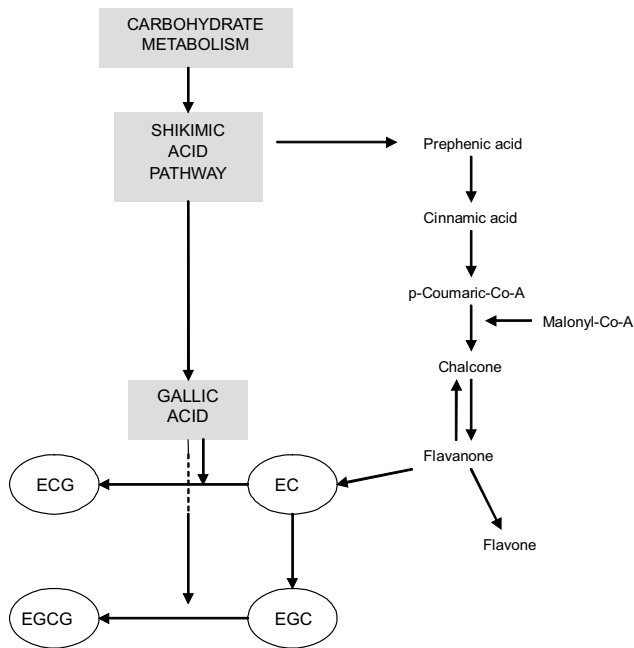 CARBOHYDRATE
METABOLISM
SHIKIMIC
ACID
PATHWAY
Prephenic acid
Cinnamic acid
p-Coumaric-Co-A
Malonyl-Co-A
Chalcone
GALLIC
ACID
Flavanone
ECG
EC
Flavone
EGCG
EGC